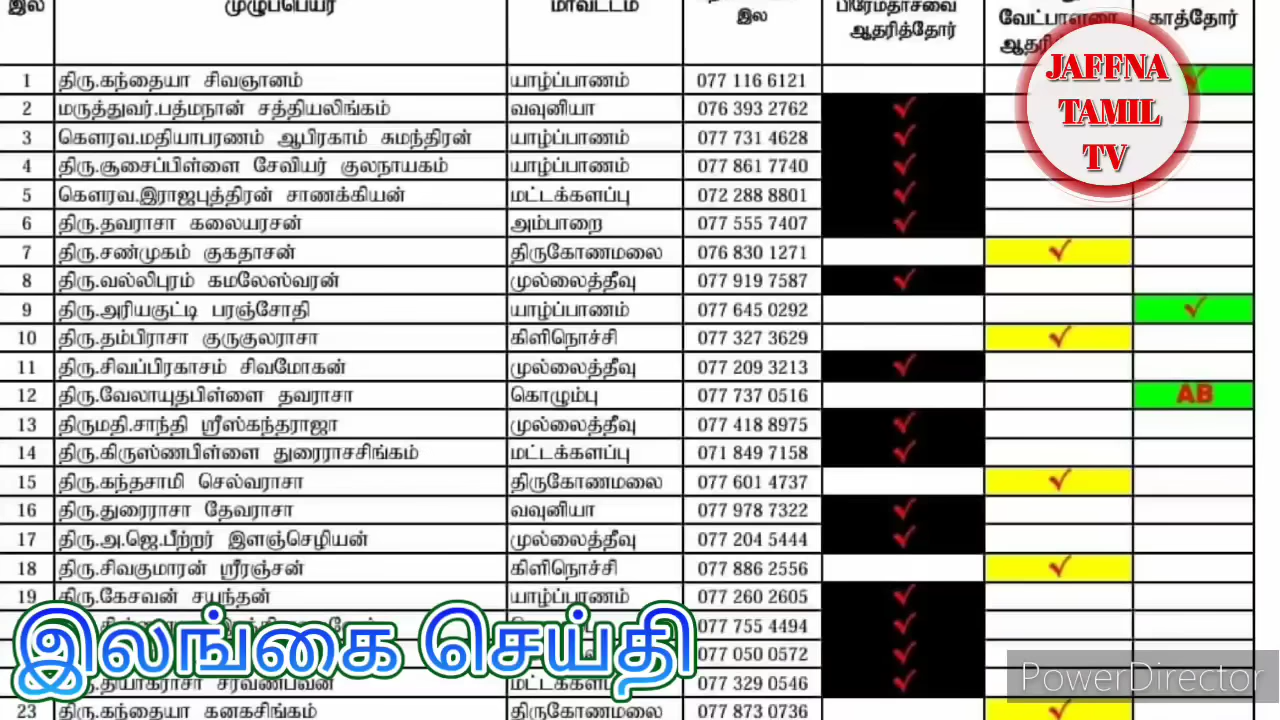 இல முழுப்பெயர் மாவட்டம் இல பிரேமதாசவை ஆதரித்தோர் வேட்பாளரை காத்தோர்
1 திரு.கந்தையா சிவஞானம் யாழ்ப்பாணம் 077 116 6121
2 மருத்துவர்.பத்மநான் சத்தியலிங்கம் வவுனியா 076 393 2762
3 கௌரவ.மதியாபரணம் ஆபிரகாம் சுமந்திரன் யாழ்ப்பாணம் 077 731 4628
4 திரு.சூசைப்பிள்ளை சேவியர் குலநாயகம் யாழ்ப்பாணம் 077 861 7740
5 கௌரவ.இராஜபுத்திரன் சாணக்கியன் மட்டக்களப்பு 072 288 8801
6 திரு.தவராசா கலையரசன் அம்பாறை 077 555 7407
7 திரு.சண்முகம் குகதாசன் திருகோணமலை 076 830 1271
8 திரு.வல்லிபுரம் கமலேஸ்வரன் முல்லைத்தீவு 077 919 7587
9 திரு.அரியகுட்டி பரஞ்சோதி யாழ்ப்பாணம் 077 645 0292
10 திரு.தம்பிராசா குருகுலராசா கிளிநொச்சி 077 327 3629
11 திரு.சிவப்பிரகாசம் சிவமோகன் முல்லைத்தீவு 077 209 3213
12 திரு.வேலாயுதபிள்ளை தவராசா கொழும்பு 077 737 0516 AB
13 திருமதி.சாந்தி ஸ்ரீஸ்கந்தராஜா முல்லைத்தீவு 077 418 8975
14 திரு.கிருஸ்ணபிள்ளை துரைராசசிங்கம் மட்டக்களப்பு 071 849 7158
15 திரு.கந்தசாமி செல்வராசா திருகோணமலை 077 601 4737
16 திரு.துரைராசா தேவராசா வவுனியா 077 978 7322
17 திரு.அ.ஜெ.பீற்றர் இளஞ்செழியன் முல்லைத்தீவு 077 204 5444
18 திரு.சிவகுமாரன் ஸ்ரீரஞ்சன் கிளிநொச்சி 077 886 2556
19 திரு.கேசவன் சயந்தன் யாழ்ப்பாணம் 077 260 2605
077 755 4494
077 050 0572
077 329 0546
23 திரு.கந்தையா கனகசிங்கம் திருகோணமலை 077 873 0736
JAFFNA
TAMIL
TV
இலங்கை செய்தி
PowerDirector